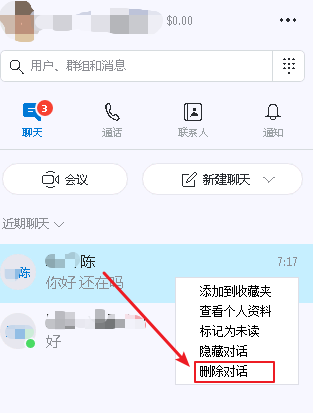 $0.00
用户、群组和消息
3
聊天 通话 联系人 通知
会议 新建聊天
近期聊天
陈 7:17
陈 你好 还在吗
添加到收藏夹
查看个人资料
标记为未读
隐藏对话
删除对话
好